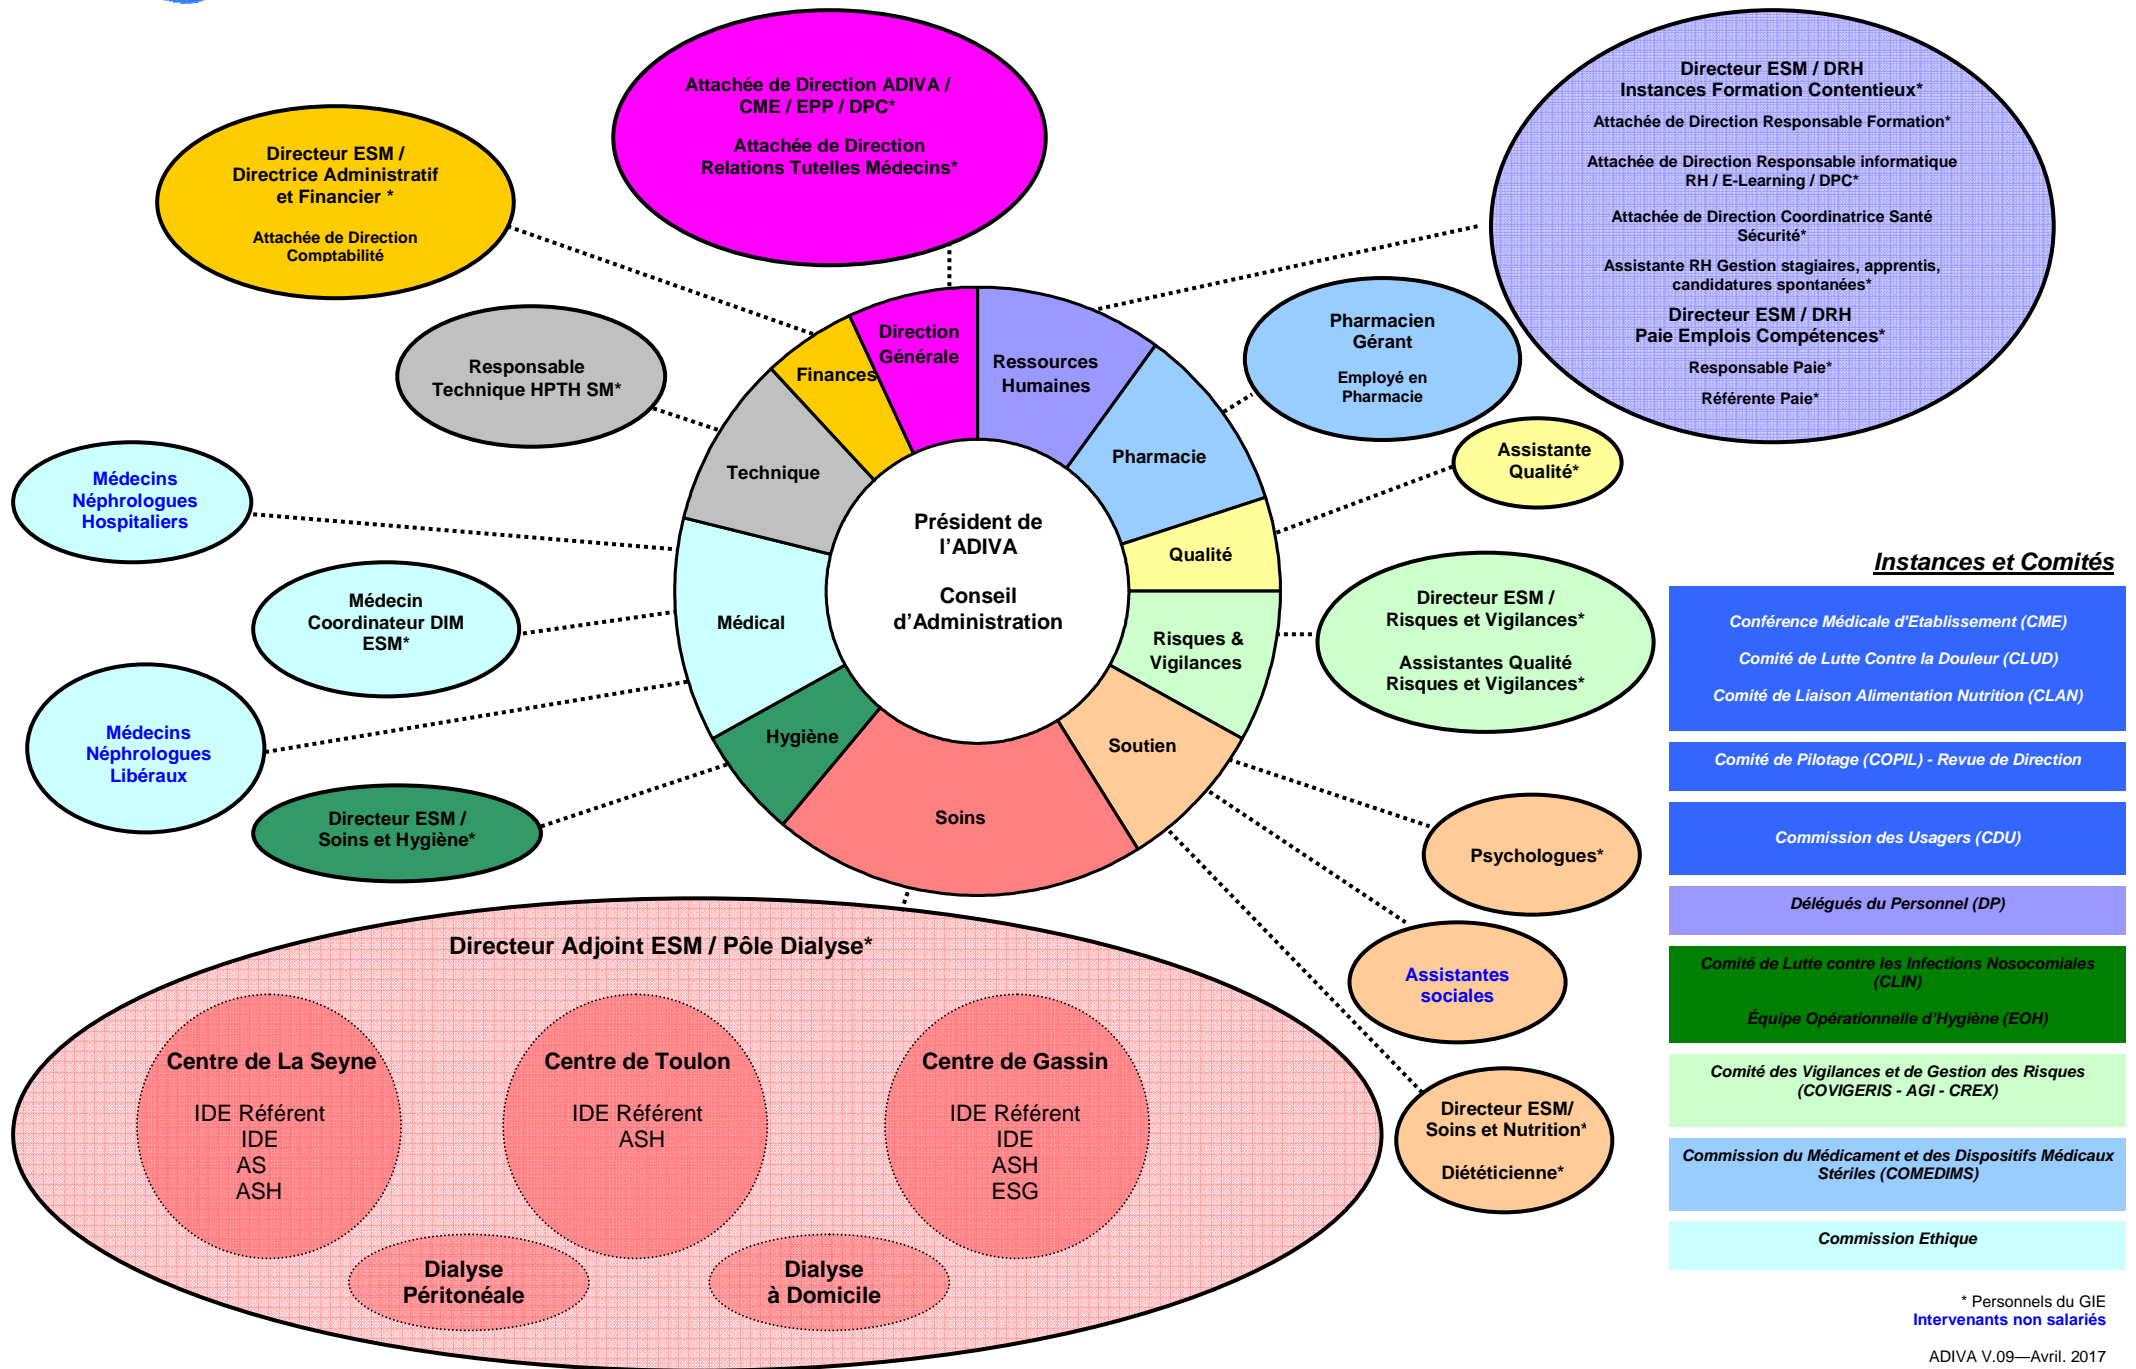 Attachée de Direction ADIVA /
CME / EPP / DPC*
Attachée de Direction
Relations Tutelles Médecins*
Directeur ESM / DRH
Instances Formation Contentieux*
Attachée de Direction Responsable Formation*
Attachée de Direction Responsable informatique
RH / E-Learning / DPC*
Attachée de Direction Coordinatrice Santé
Sécurité*
Assistante RH Gestion stagiaires, apprentis,
candidatures spontanées*
Directeur ESM / DRH
Paie Emplois Compétences*
Responsable Paie*
Référente Paie*
Directeur ESM /
Directrice Administratif
et Financier *
Attachée de Direction
Comptabilité
Responsable
Technique HPTH SM*
Pharmacien
Gérant
Employé en
Pharmacie
Assistante
Qualité*
Médecins
Néphrologues
Hospitaliers
Médecin
Coordinateur DIM
ESM*
Médecins
Néphrologues
Libéraux
Directeur ESM /
Soins et Hygiène*
Direction
Générale
Ressources
Humaines
Finances
Pharmacie
Technique
Qualité
Médical
Risques &
Vigilances
Hygiène
Soutien
Soins
Président de
l'ADIVA
Conseil
d'Administration
Directeur ESM /
Risques et Vigilances*
Assistantes Qualité
Risques et Vigilances*
Psychologues*
Assistantes
sociales
Directeur ESM/
Soins et Nutrition*
Diététicienne*
Directeur Adjoint ESM / Pôle Dialyse*
Centre de La Seyne
IDE Référent
IDE
AS
ASH
Centre de Toulon
IDE Référent
ASH
Centre de Gassin
IDE Référent
IDE
ASH
ESG
Dialyse
Péritonéale
Dialyse
à Domicile
Instances et Comités
Conférence Médicale d'Etablissement (CME)
Comité de Lutte Contre la Douleur (CLUD)
Comité de Liaison Alimentation Nutrition (CLAN)
Comité de Pilotage (COPIL) - Revue de Direction
Commission des Usagers (CDU)
Délégués du Personnel (DP)
Comité de Lutte contre les Infections Nosocomiales
(CLIN)
Équipe Opérationnelle d'Hygiène (EOH)
Comité des Vigilances et de Gestion des Risques
(COVIGERIS - AGI - CREX)
Commission du Médicament et des Dispositifs Médicaux
Stériles (COMEDIMS)
Commission Ethique
* Personnels du GIE
Intervenants non salariés
ADIVA V.09—Avril. 2017